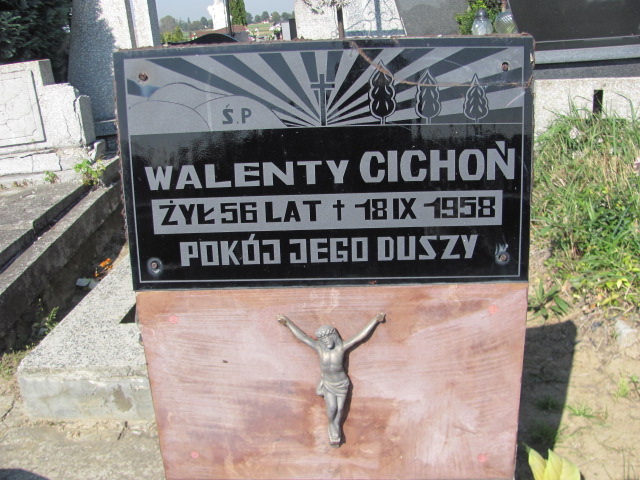 Ś.P
WALENTY CICHOŃ
ŻYŁ 56 LAT ✝ 18 IX 1958
POKÓJ JEGO DUSZY